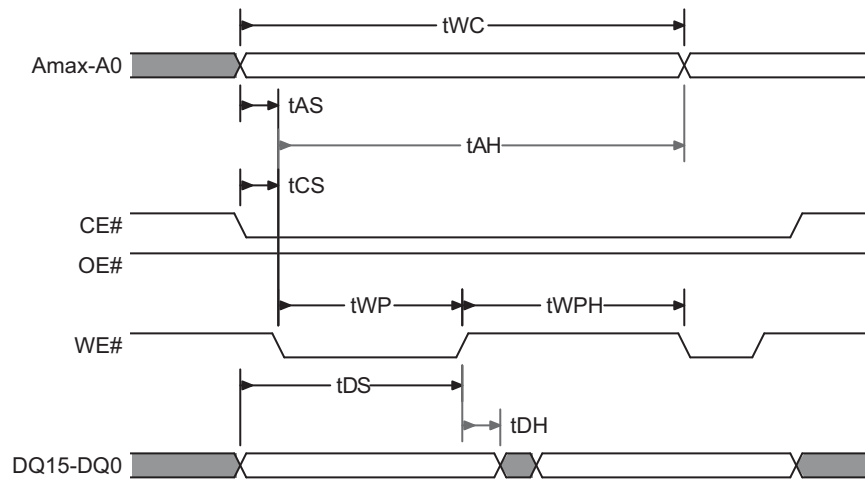 tWC
Amax-A0
tAS
tAH
tCS
CE#
OE#
tWP
tWPH
WE#
tDS
tDH
DQ15-DQ0